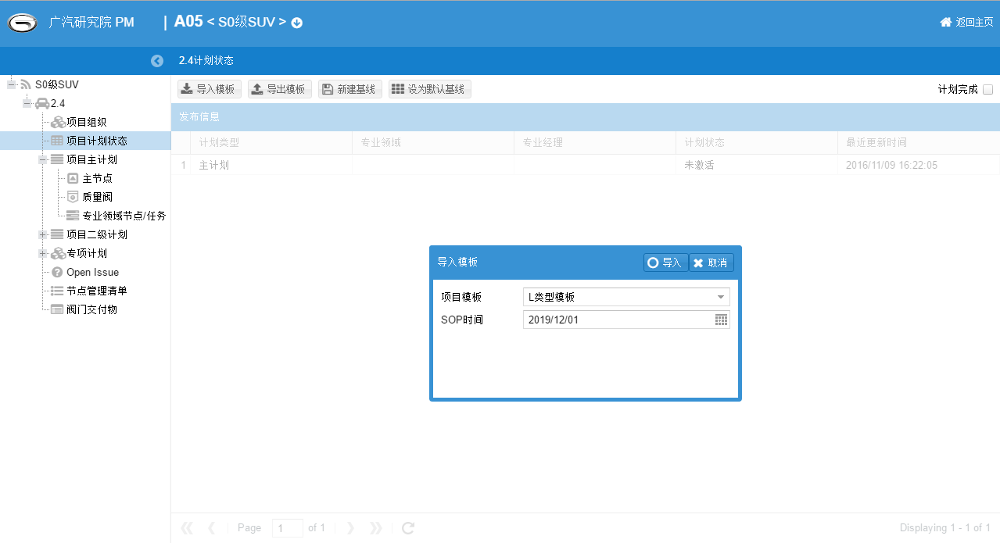 广汽研究院 PM | A05 < S0级SUV > 返回主页
2.4计划状态
S0级SUV
2.4
项目组织
项目计划状态
项目主计划
主节点
质量阀
专业领域节点/任务
项目二级计划
专项计划
Open Issue
节点管理清单
阀门交付物
导入模板 导出模板 新建基线 设为默认基线 计划完成
发布信息
计划类型 专业领域 专业经理 计划状态 最近更新时间
1 主计划 未激活 2016/11/09 16:22:05
导入模板 导入 取消
项目模板 L类型模板
SOP时间 2019/12/01
Page 1 of 1 Displaying 1 - 1 of 1